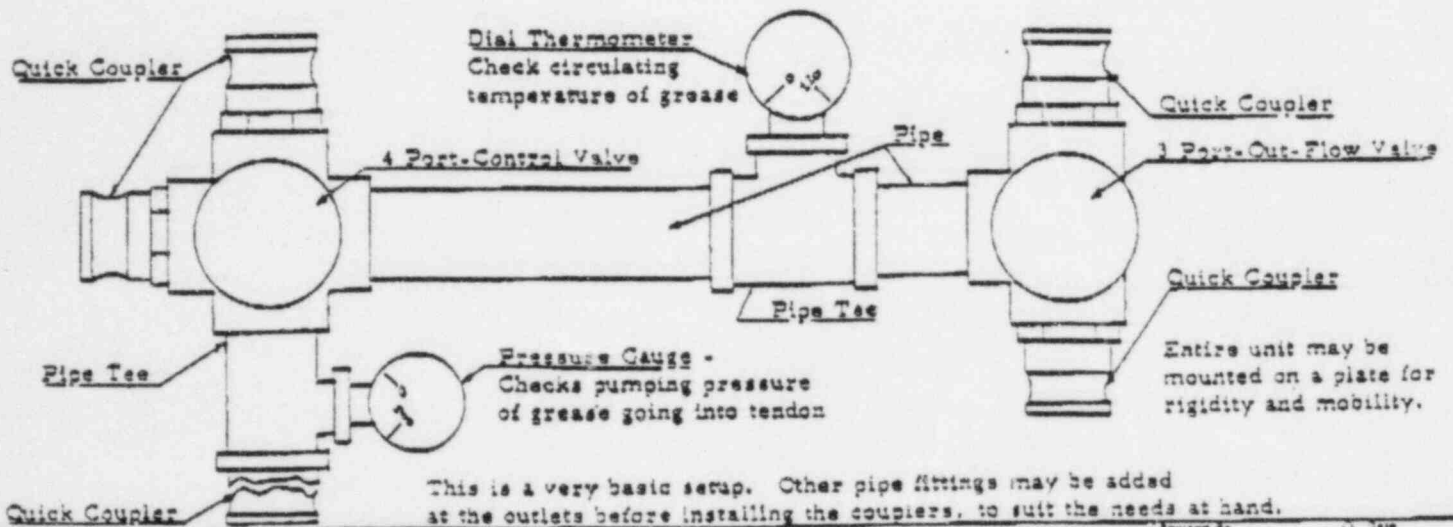 Quick Coupler
Dial Thermometer
Check circulating
temperature of grease
Quick Coupler
Pipe
4 Port-Control Valve
3 Port-Out-Flow Valve
Quick Coupler
Pipe Tee
Pipe Tee
Pressure Gauge -
Checks pumping pressure
of grease going into tendon
Entire unit may be
mounted on a plate for
rigidity and mobility.
Quick Coupler
This is a very basic setup. Other pipe fittings may be added
at the outlets before installing the couplers, to suit the needs at hand.